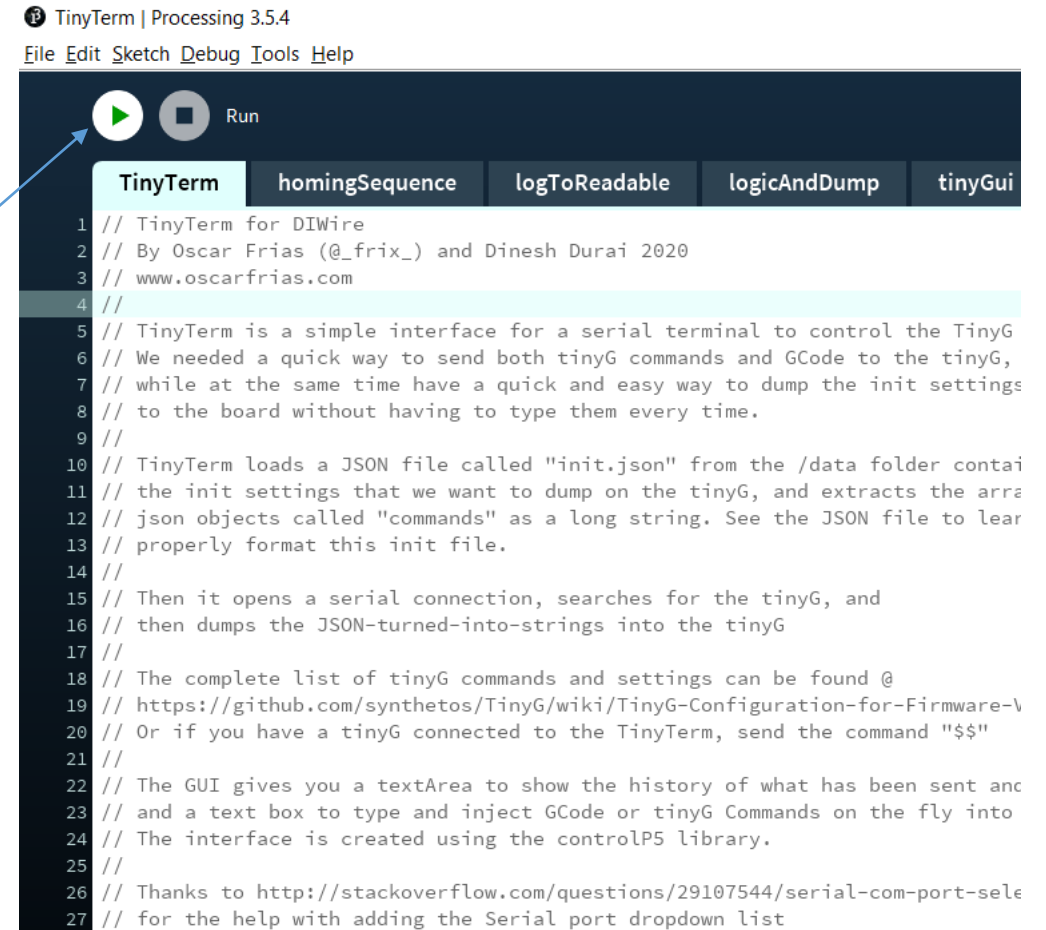 TinyTerm | Processing 3.5.4
File Edit Sketch Debug Tools Help
Run
TinyTerm homingSequence logToReadable logicAndDump tinyGui
1 // TinyTerm for DIWire
2 // By Oscar Frias (@_frix_) and Dinesh Durai 2020
3 // www.oscarfrias.com
4 //
5 // TinyTerm is a simple interface for a serial terminal to control the TinyG
6 // We needed a quick way to send both tinyG commands and GCode to the tinyG,
7 // while at the same time have a quick and easy way to dump the init settings
8 // to the board without having to type them every time.
9 //
10 // TinyTerm loads a JSON file called "init.json" from the /data folder contai
11 // the init settings that we want to dump on the tinyG, and extracts the arra
12 // json objects called "commands" as a long string. See the JSON file to lear
13 // properly format this init file.
14 //
15 // Then it opens a serial connection, searches for the tinyG, and
16 // then dumps the JSON-turned-into-strings into the tinyG
17 //
18 // The complete list of tinyG commands and settings can be found @
19 // https://github.com/synthetos/TinyG/wiki/TinyG-Configuration-for-Firmware-V
20 // Or if you have a tinyG connected to the TinyTerm, send the command "$$"
21 //
22 // The GUI gives you a textArea to show the history of what has been sent and
23 // and a text box to type and inject GCode or tinyG Commands on the fly into
24 // The interface is created using the controlP5 library.
25 //
26 // Thanks to http://stackoverflow.com/questions/29107544/serial-com-port-sele
27 // for the help with adding the Serial port dropdown list